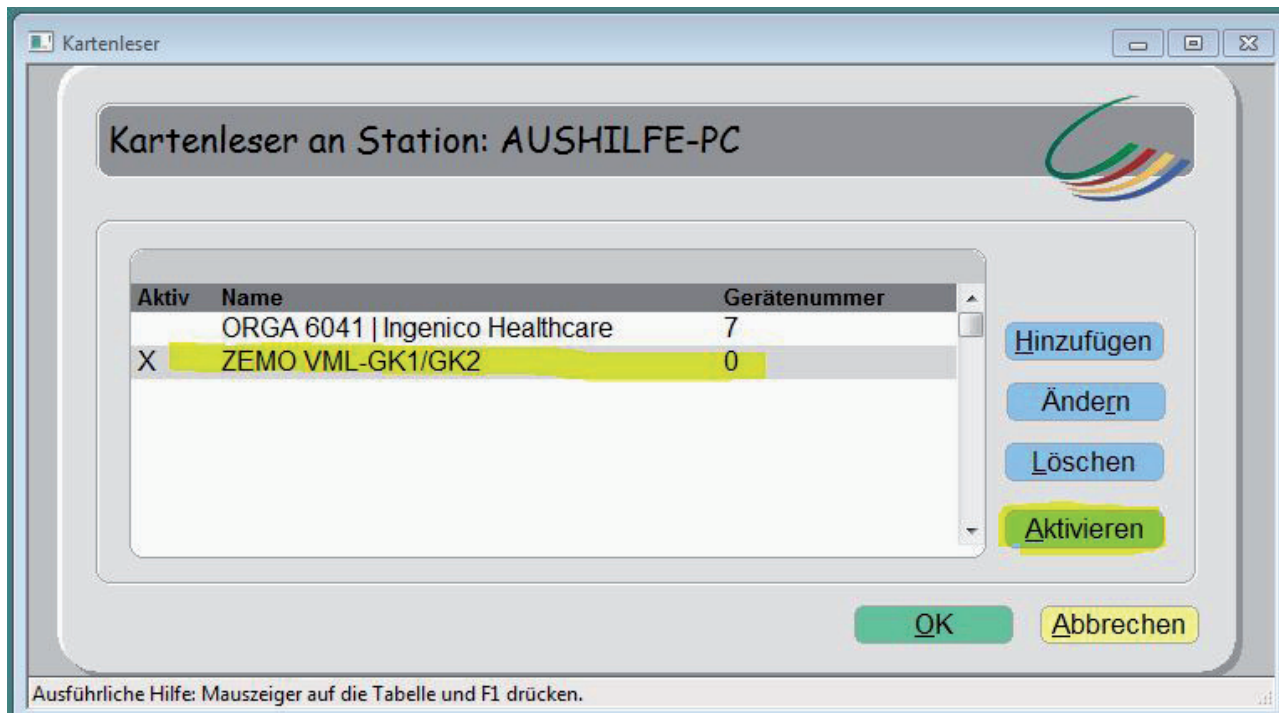 Kartenleser
Kartenleser an Station: AUSHILFE-PC
Aktiv Name Gerätenummer
ORGA 6041 | Ingenico Healthcare 7
X ZEMO VML-GK1/GK2 0
Hinzufügen
Ändern
Löschen
Aktivieren
OK Abbrechen
Ausführliche Hilfe: Mauszeiger auf die Tabelle und F1 drücken.